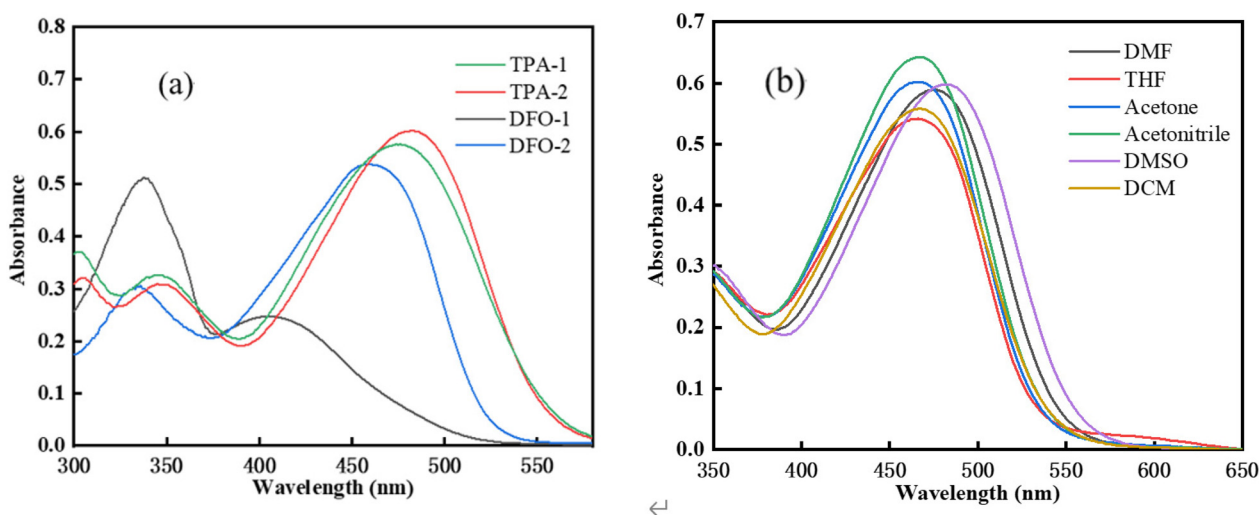 (a)
TPA-1
TPA-2
DFO-1
DFO-2
Absorbance
0.8
0.7
0.6
0.5
0.4
0.3
0.2
0.1
0.0
300 350 400 450 500 550
Wavelength (nm)
(b)
DMF
THF
Acetone
Acetonitrile
DMSO
DCM
Absorbance
0.7
0.6
0.5
0.4
0.3
0.2
0.1
0.0
350 400 450 500 550 600 650
Wavelength (nm)
↵